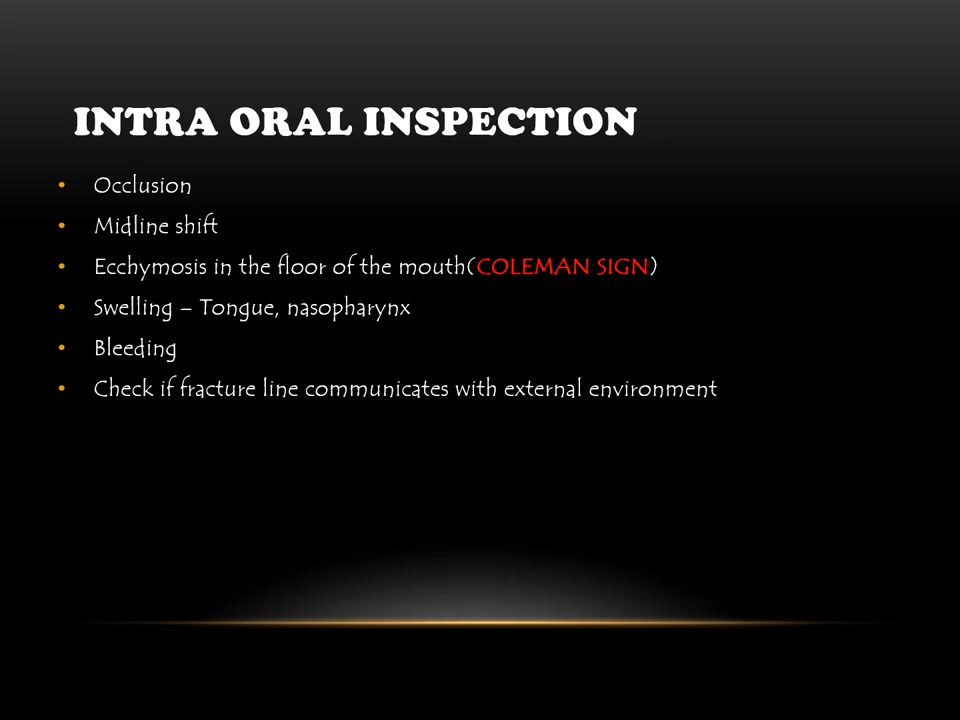 INTRA ORAL INSPECTION
• Occlusion
• Midline shift
• Ecchymosis in the floor of the mouth(COLEMAN SIGN)
• Swelling – Tongue, nasopharynx
• Bleeding
• Check if fracture line communicates with external environment